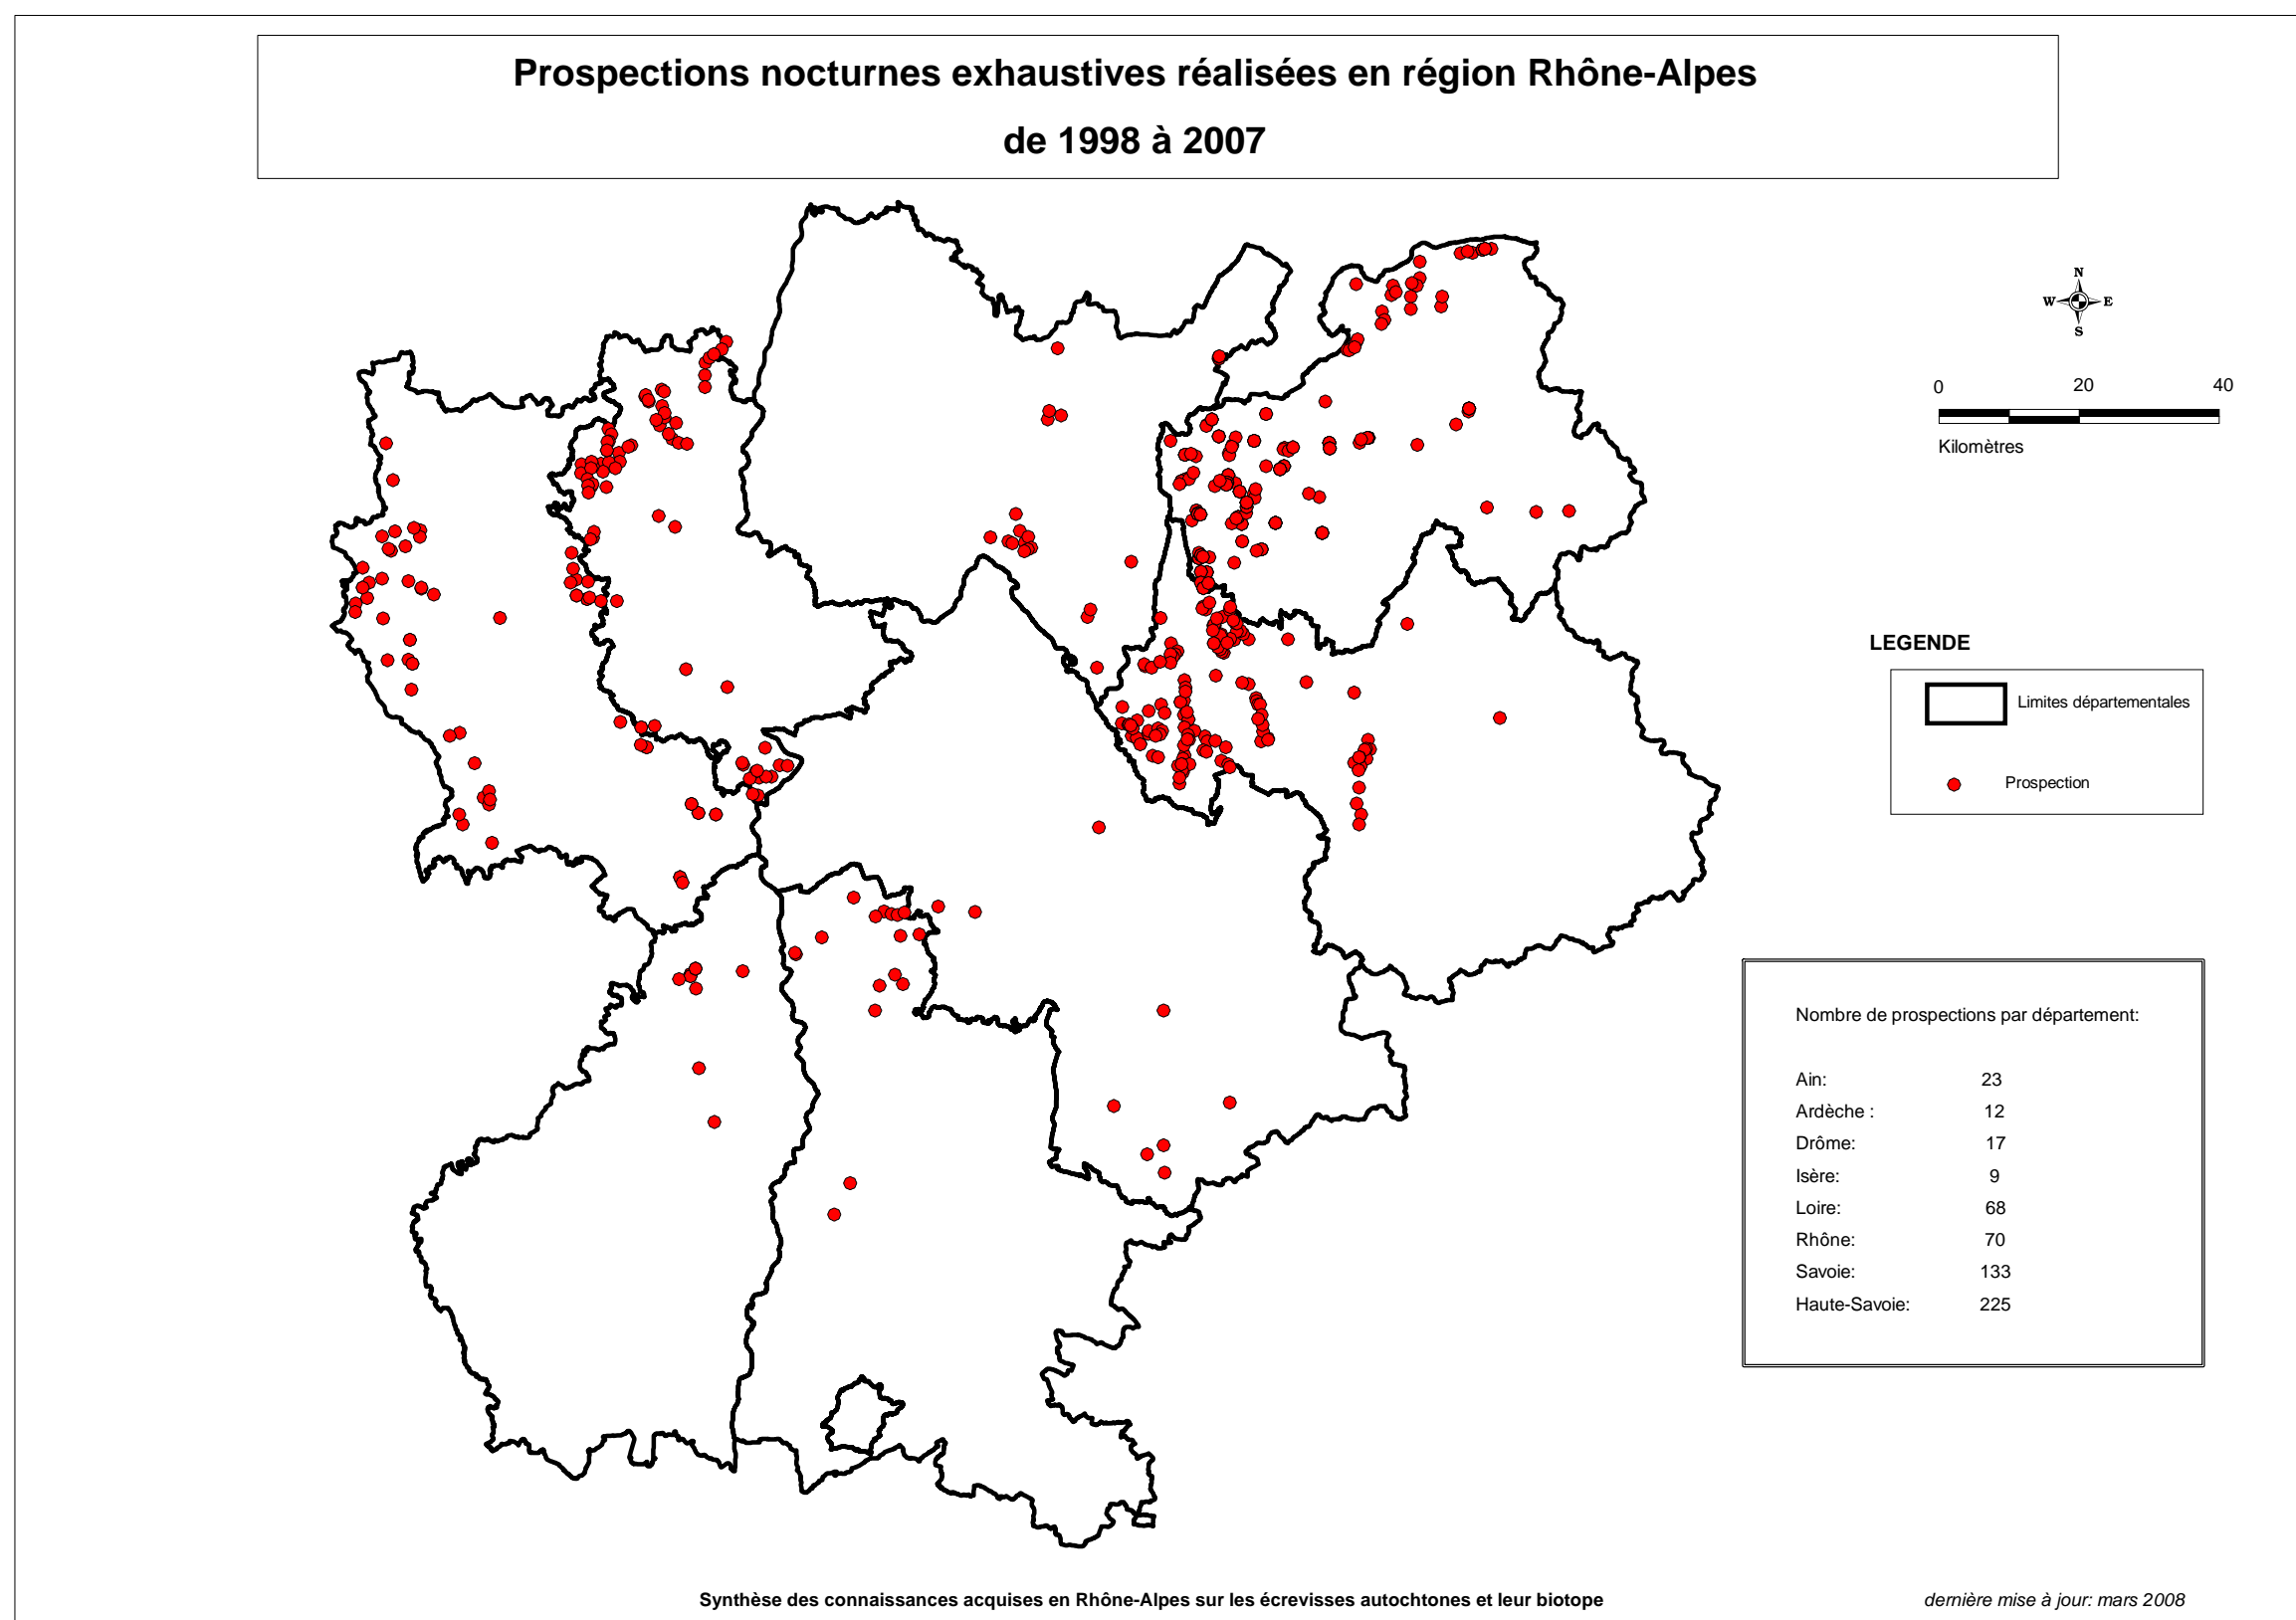 Prospections nocturnes exhaustives réalisées en région Rhône-Alpes
de 1998 à 2007
N
W E
S
0 20 40
Kilomètres
LEGENDE
Limites départementales
Prospection
Nombre de prospections par département:
Ain: 23
Ardèche : 12
Drôme: 17
Isère: 9
Loire: 68
Rhône: 70
Savoie: 133
Haute-Savoie: 225
Synthèse des connaissances acquises en Rhône-Alpes sur les écrevisses autochtones et leur biotope
dernière mise à jour: mars 2008